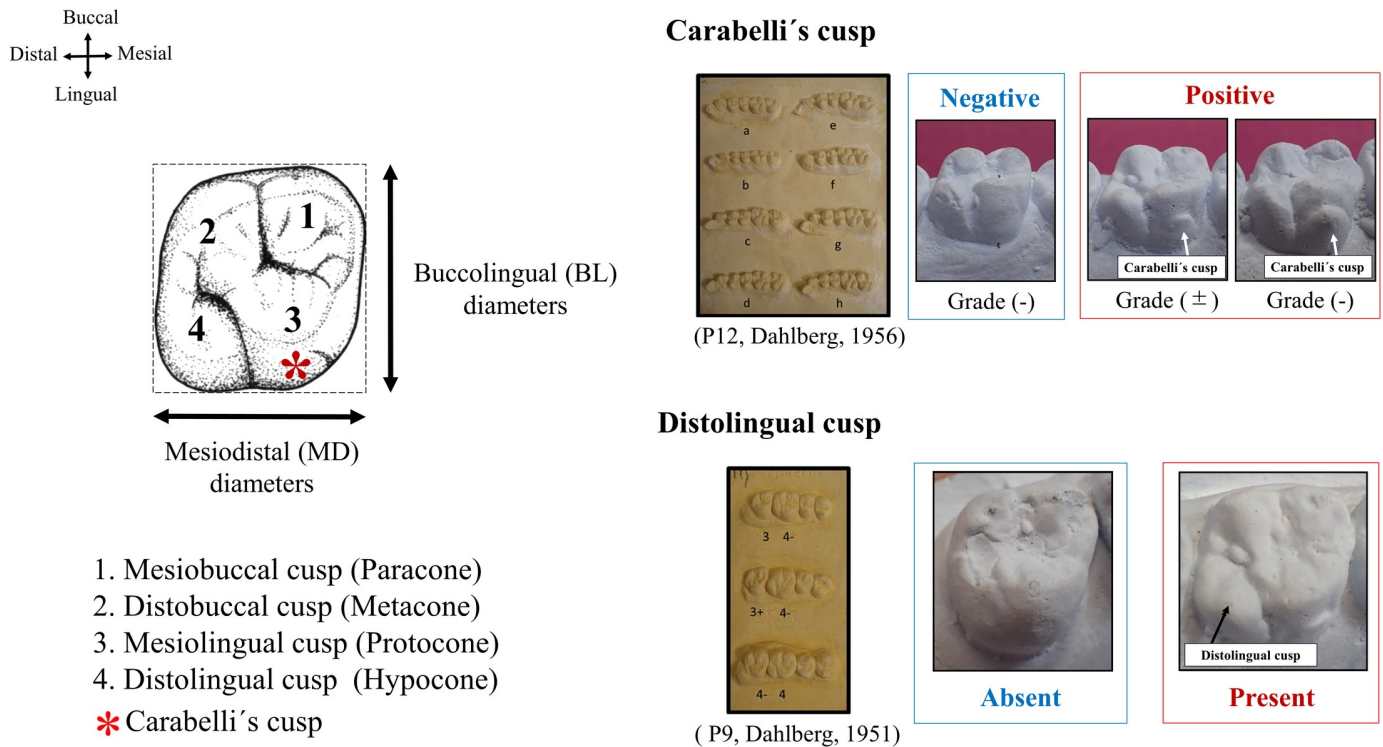 Buccal
Distal
Mesial
Lingual
1
2
3
4
*
Buccolingual (BL)
diameters
Mesiodistal (MD)
diameters
1. Mesiobuccal cusp (Paracone)
2. Distobuccal cusp (Metacone)
3. Mesiolingual cusp (Protocone)
4. Distolingual cusp (Hypocone)
* Carabelli´s cusp
Carabelli´s cusp
a
e
b
f
c
g
d
h
(P12, Dahlberg, 1956)
Negative
Grade (-)
Positive
Carabelli´s cusp
Grade (±)
Carabelli´s cusp
Grade (-)
Distolingual cusp
3 4-
3+ 4-
4- 4
( P9, Dahlberg, 1951)
Absent
Distolingual cusp
Present